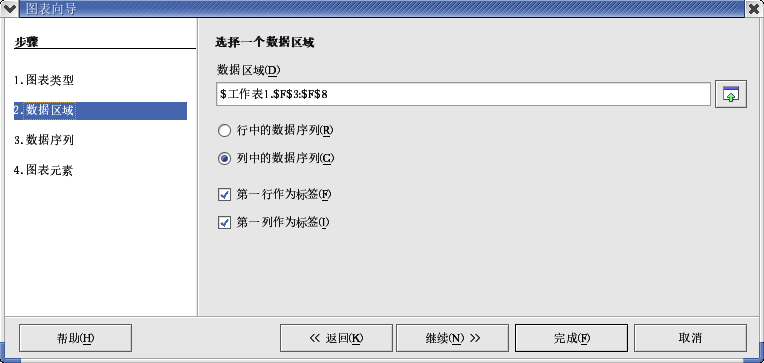 图表向导
步骤
1.图表类型
2.数据区域
3.数据序列
4.图表元素
选择一个数据区域
数据区域(D)
$工作表1.$F$3:$F$8
行中的数据序列(R)
列中的数据序列(C)
第一行作为标签(F)
第一列作为标签(I)
帮助(H)
<< 返回(K)
继续(N) >>
完成(F)
取消